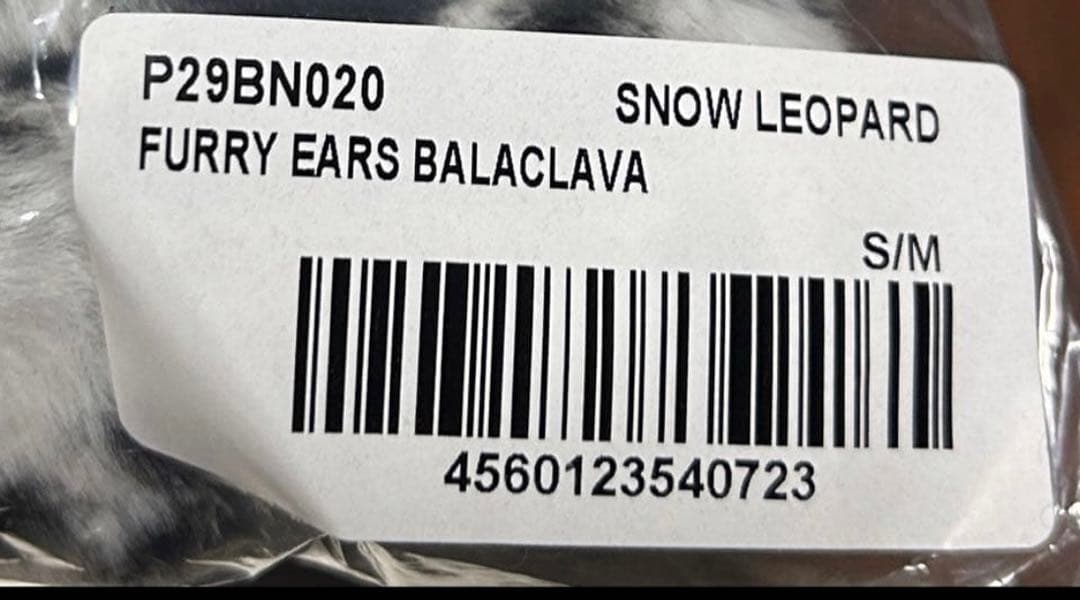 P29BN020 SNOW LEOPARD
FURRY EARS BALACLAVA
S/M
4560123540723